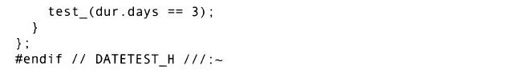 test_(dur.days == 3);
}
};
#endif // DATETEST_H ///:~